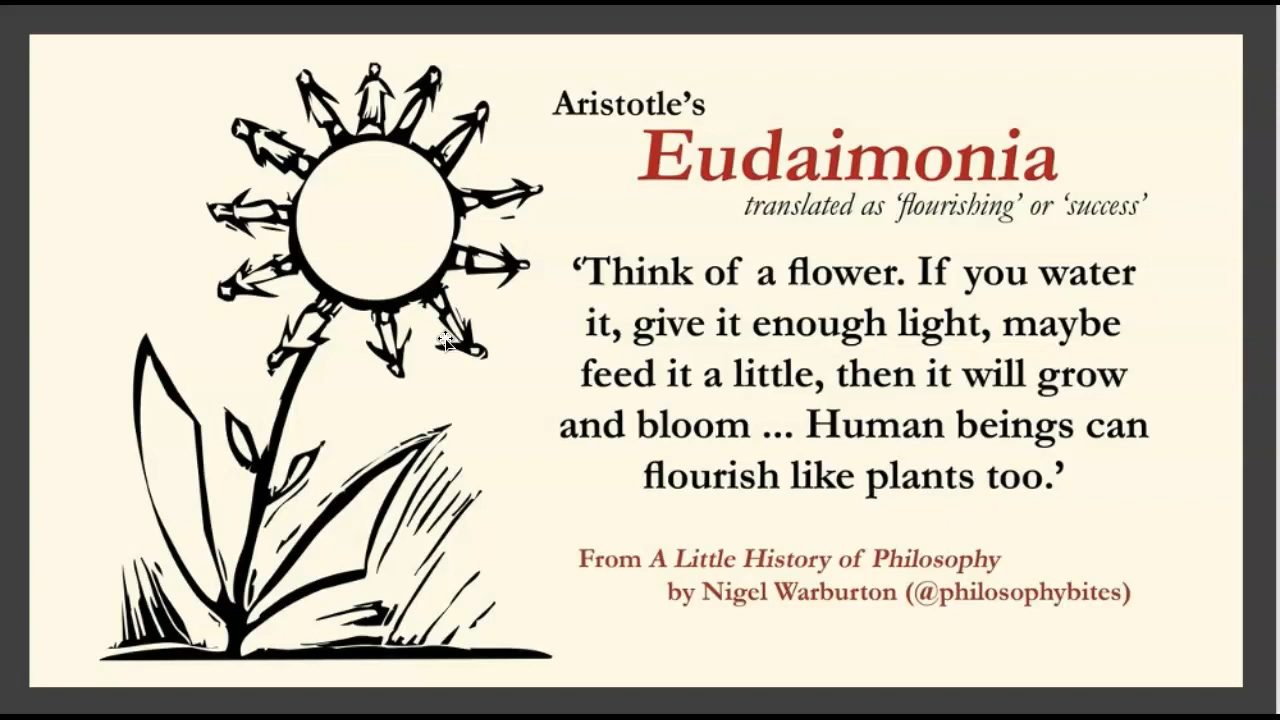 Aristotle’s
Eudaimonia
translated as ‘flourishing’ or ‘success’
‘Think of a flower. If you water
it, give it enough light, maybe
feed it a little, then it will grow
and bloom ... Human beings can
flourish like plants too.’
From A Little History of Philosophy
by Nigel Warburton (@philosophybites)